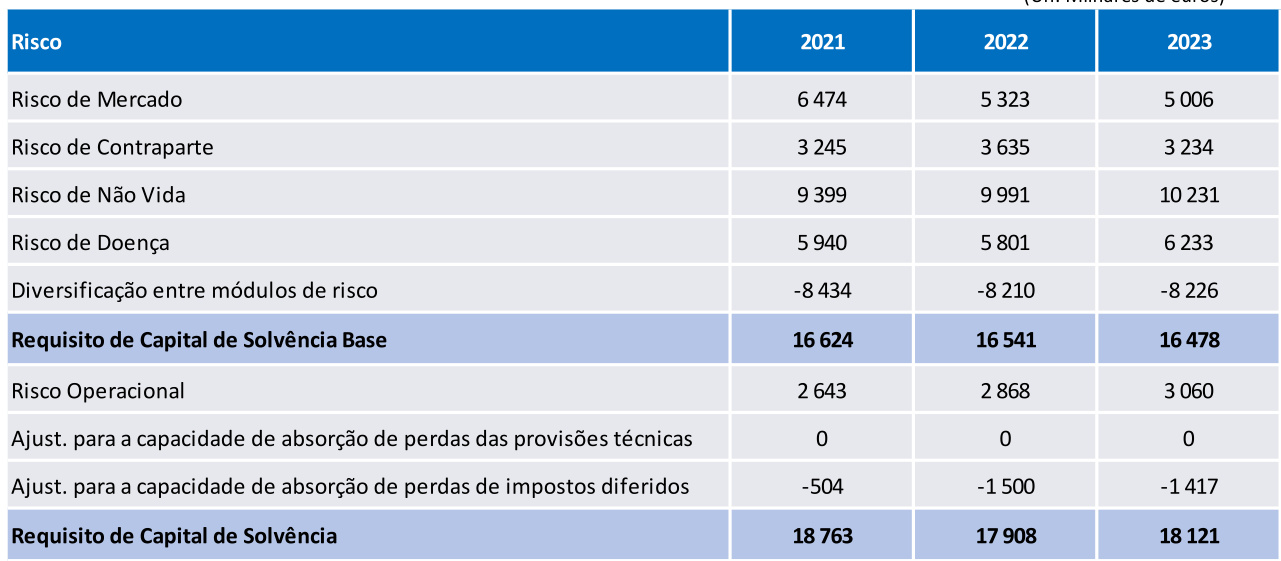 (Un: Milhares de euros)
Risco 2021 2022 2023
Risco de Mercado 6 474 5 323 5 006
Risco de Contraparte 3 245 3 635 3 234
Risco de Não Vida 9 399 9 991 10 231
Risco de Doença 5 940 5 801 6 233
Diversificação entre módulos de risco -8 434 -8 210 -8 226
Requisito de Capital de Solvência Base 16 624 16 541 16 478
Risco Operacional 2 643 2 868 3 060
Ajust. para a capacidade de absorção de perdas das provisões técnicas 0 0 0
Ajust. para a capacidade de absorção de perdas de impostos diferidos -504 -1 500 -1 417
Requisito de Capital de Solvência 18 763 17 908 18 121